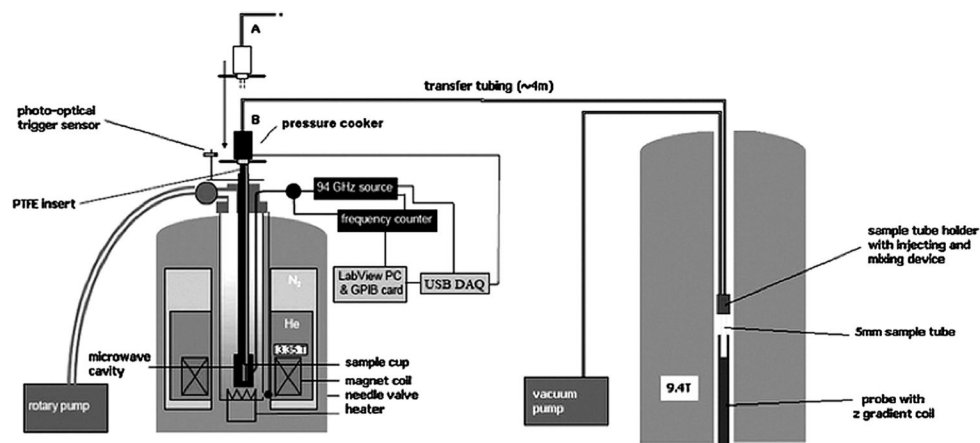 A
transfer tubing (~4m)
photo-optical
trigger sensor
B
pressure cooker
PTFE insert
94 GHz source
frequency counter
LabView PC
& GPIB card
USB DAQ
N2
He
3.35T
microwave
cavity
sample cup
magnet coil
needle valve
heater
rotary pump
sample tube holder
with injecting and
mixing device
5mm sample tube
9.4T
vacuum
pump
probe with
z gradient coil